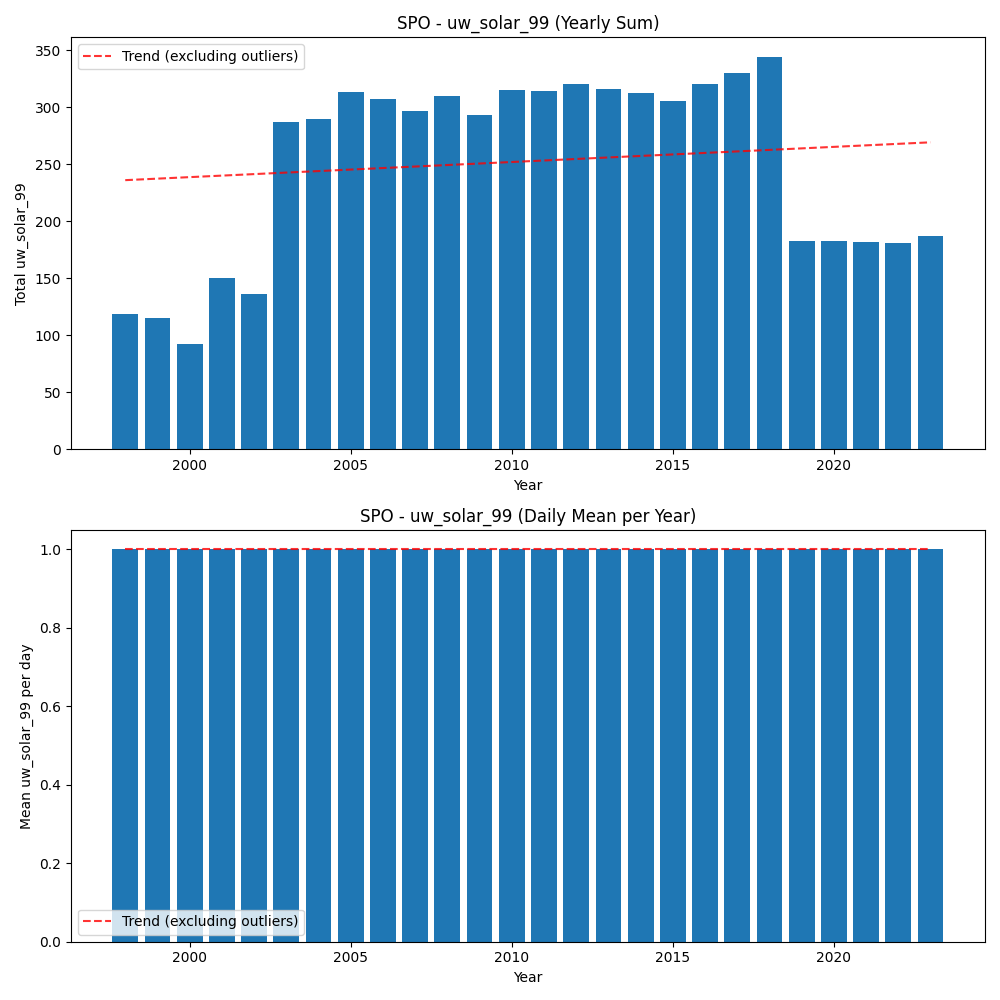 SPO - uw_solar_99 (Yearly Sum)
Trend (excluding outliers)
Total uw_solar_99
350
300
250
200
150
100
50
0
2000 2005 2010 2015 2020
Year
SPO - uw_solar_99 (Daily Mean per Year)
Mean uw_solar_99 per day
1.0
0.8
0.6
0.4
0.2
0.0
Trend (excluding outliers)
2000 2005 2010 2015 2020
Year